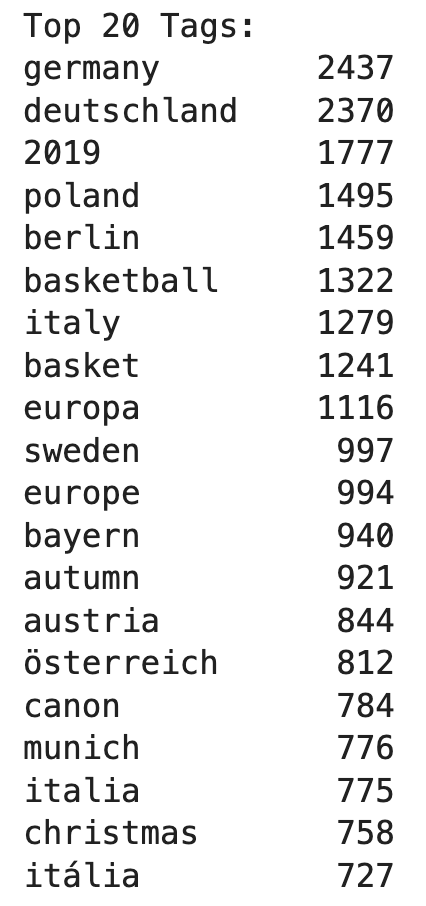 Top 20 Tags:
germany 2437
deutschland 2370
2019 1777
poland 1495
berlin 1459
basketball 1322
italy 1279
basket 1241
europa 1116
sweden 997
europe 994
bayern 940
autumn 921
austria 844
österreich 812
canon 784
munich 776
italia 775
christmas 758
itália 727